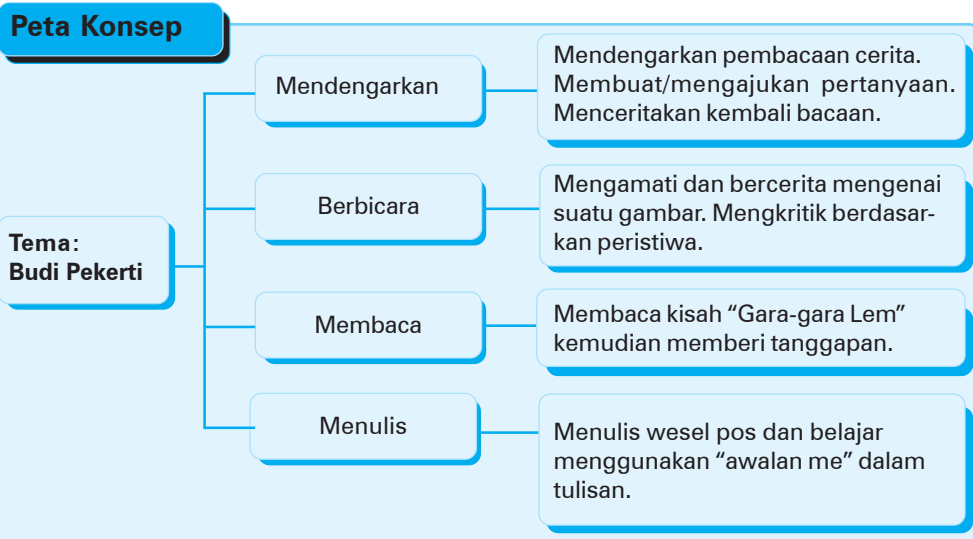 Peta Konsep
Mendengarkan
Mendengarkan pembacaan cerita.
Membuat/mengajukan pertanyaan.
Menceritakan kembali bacaan.
Berbicara
Mengamati dan bercerita mengenai
suatu gambar. Mengkritik berdasar-
kan peristiwa.
Tema:
Budi Pekerti
Membaca
Membaca kisah “Gara-gara Lem”
kemudian memberi tanggapan.
Menulis
Menulis wesel pos dan belajar
menggunakan “awalan me” dalam
tulisan.